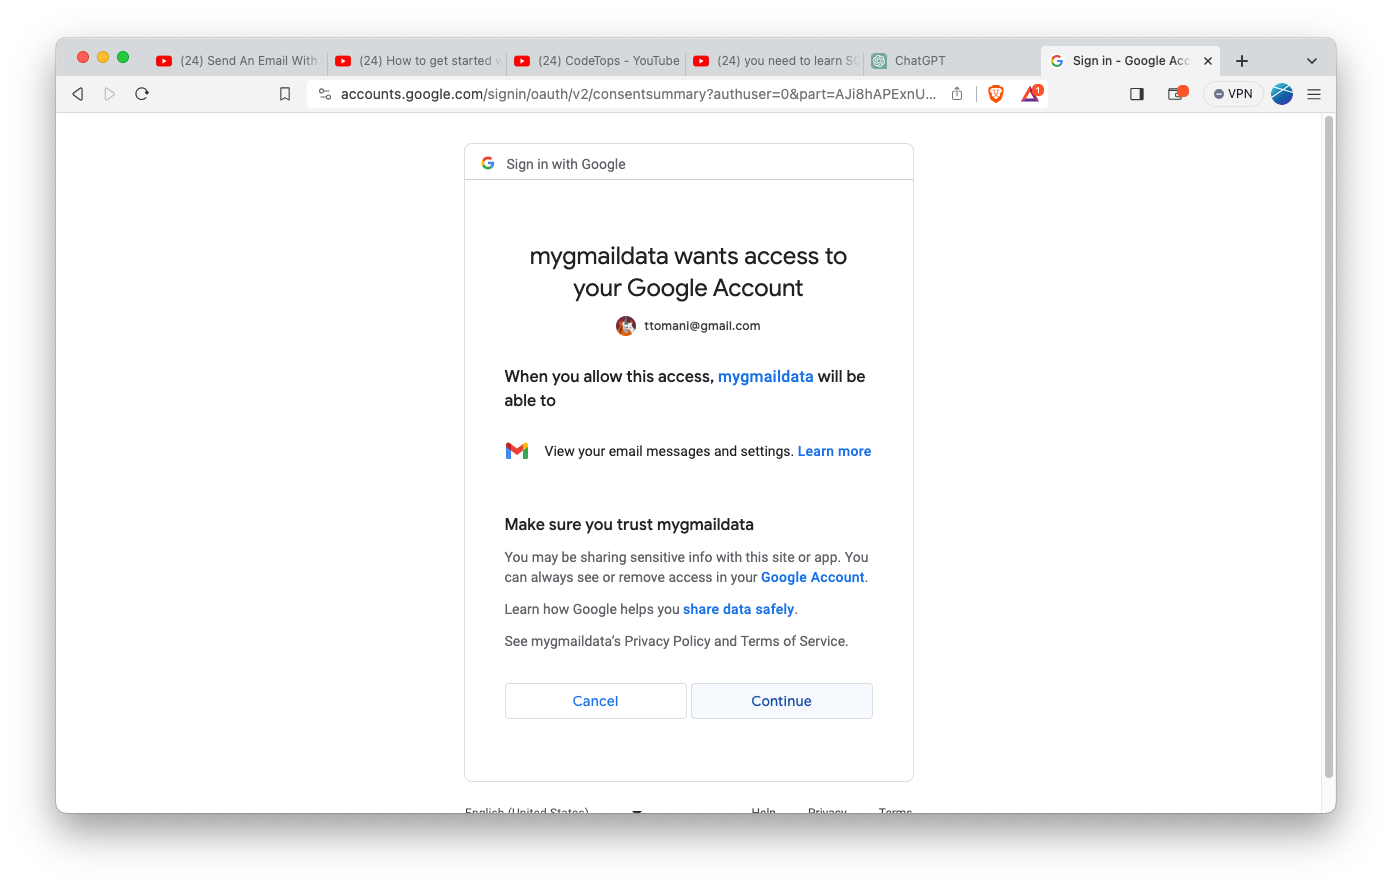 (24) Send An Email With
(24) How to get started w
(24) CodeTops - YouTube
(24) you need to learn SC
ChatGPT
Sign in - Google Acc
accounts.google.com/signin/oauth/v2/consentsummary?authuser=0&part=AJi8hAPExnU...
1
VPN
Sign in with Google
mygmaildata wants access to
your Google Account
ttomani@gmail.com
When you allow this access, mygmaildata will be
able to
View your email messages and settings. Learn more
Make sure you trust mygmaildata
You may be sharing sensitive info with this site or app. You
can always see or remove access in your Google Account.
Learn how Google helps you share data safely.
See mygmaildata's Privacy Policy and Terms of Service.
Cancel
Continue
English (United States)
Help
Privacy
Terms